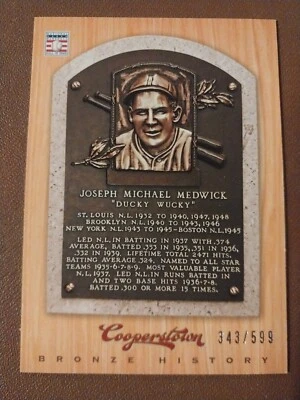 JOSEPH MICHAEL MEDWICK
"DUCKY WUCKY"
ST. LOUIS N.L. 1932 TO 1940, 1947, 1948
BROOKLYN N.L. 1940 TO 1943, 1946
NEW YORK N.L. 1943 TO 1945 - BOSTON N.L. 1945
LED N.L. IN BATTING IN 1937 WITH .374
AVERAGE, BATTED .353 IN 1935, .351 IN 1936,
.332 IN 1939. LIFETIME TOTAL 2471 HITS.
BATTING AVERAGE .324. NAMED TO ALL STAR
TEAMS 1935-6-7-8-9. MOST VALUABLE PLAYER
N.L. 1937. LED N.L. IN RUNS BATTED IN
AND TWO BASE HITS 1936-7-8.
BATTED .300 OR MORE 15 TIMES.
Cooperstown
343/599
BRONZE HISTORY